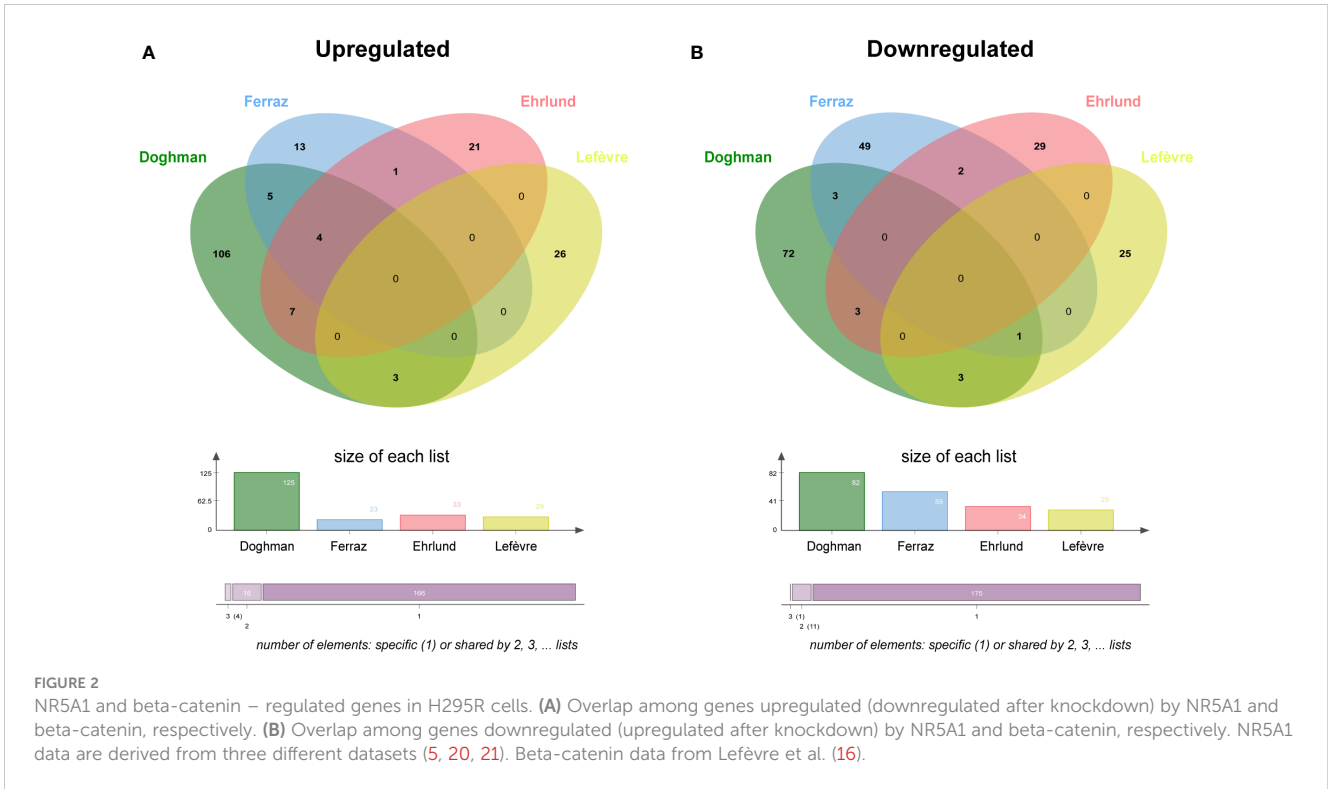 A
Upregulated
B
Downregulated
Ferraz
Ehrlund
Doghman
Lefèvre
13
21
1
5
0
106
4
0
26
0
7
0
0
0
3
Ferraz
Ehrlund
Doghman
Lefèvre
49
29
2
3
0
72
0
0
25
0
3
0
0
1
3
size of each list
125
62.5
0
125
23
33
29
Doghman
Ferraz
Ehrlund
Lefèvre
size of each list
82
41
0
82
55
34
29
Doghman
Ferraz
Ehrlund
Lefèvre
16
166
3 (4)
2
1
number of elements: specific (1) or shared by 2, 3, ... lists
175
3 (1)
2 (11)
1
number of elements: specific (1) or shared by 2, 3, ... lists
FIGURE 2
NR5A1 and beta-catenin – regulated genes in H295R cells. (A) Overlap among genes upregulated (downregulated after knockdown) by NR5A1 and
beta-catenin, respectively. (B) Overlap among genes downregulated (upregulated after knockdown) by NR5A1 and beta-catenin, respectively. NR5A1
data are derived from three different datasets (5, 20, 21). Beta-catenin data from Lefèvre et al. (16).